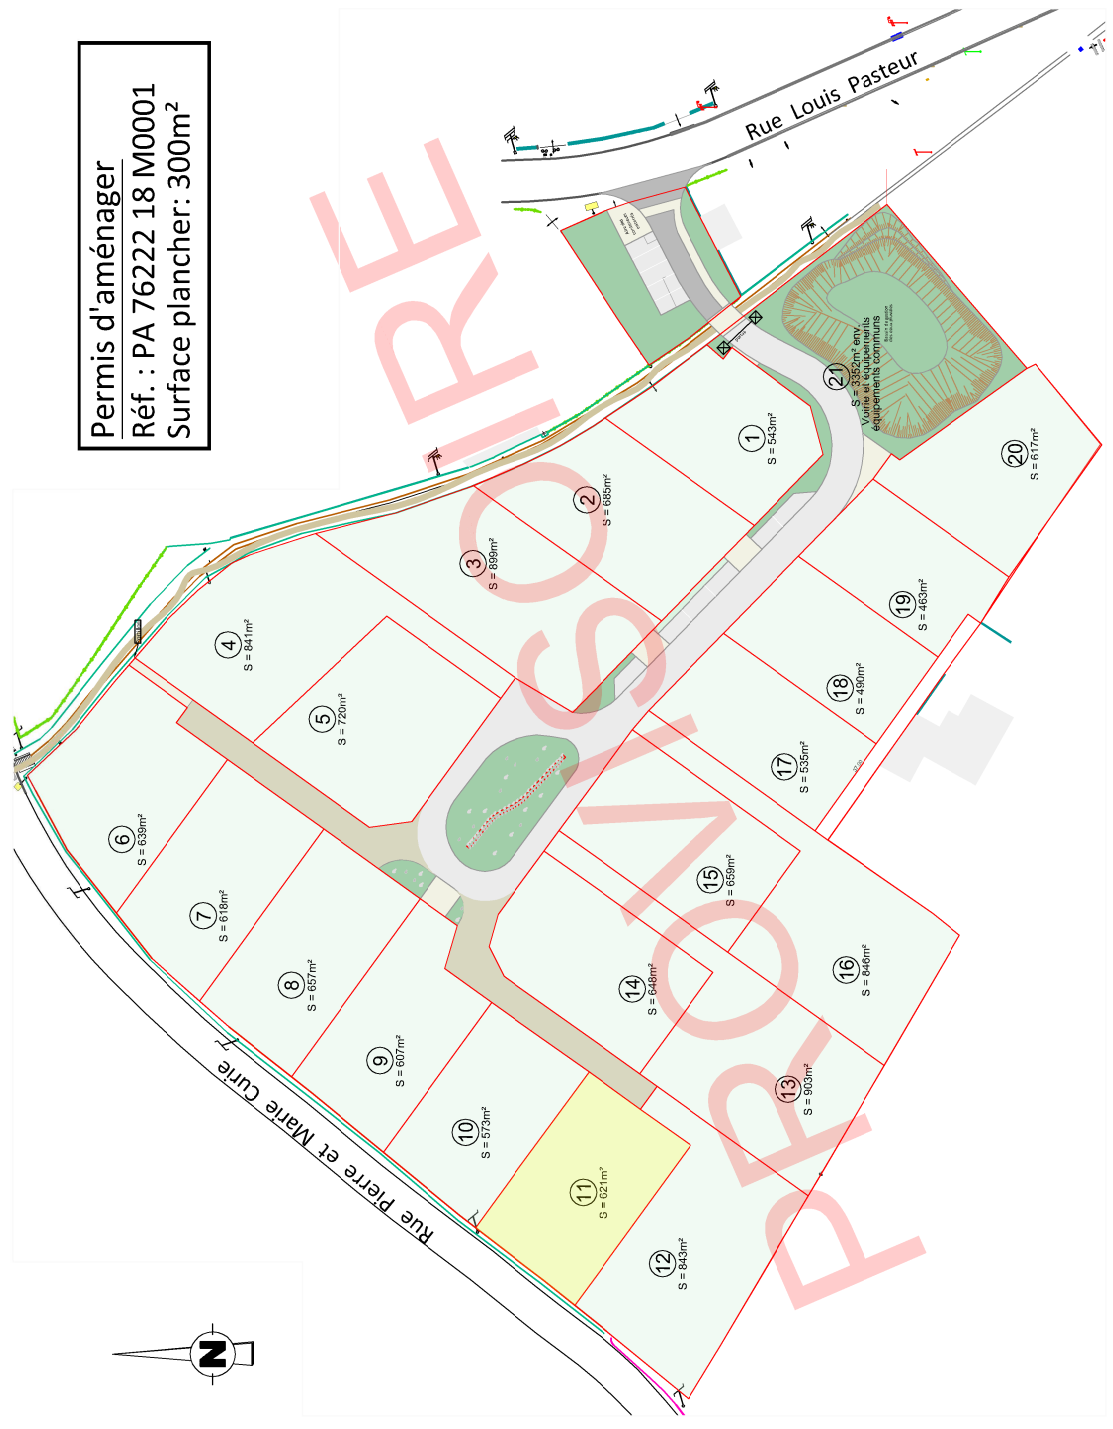 Permis d'aménager
Réf. : PA 76222 18 M0001
Surface plancher: 300m²
Rue Louis Pasteur
1
S = 543m²
2
S = 685m²
3
S = 899m²
4
S = 841m²
5
S = 720m²
6
S = 639m²
7
S = 618m²
8
S = 657m²
9
S = 607m²
10
S = 573m²
11
S = 621m²
12
S = 843m²
13
S = 903m²
14
S = 648m²
15
S = 659m²
16
S = 846m²
17
S = 535m²
18
S = 490m²
19
S = 463m²
20
S = 617m²
21
S = 3352m² env.
Voirie et équipements
équipements communs
Rue Pierre et Marie Curie
N
PROVISOIRE